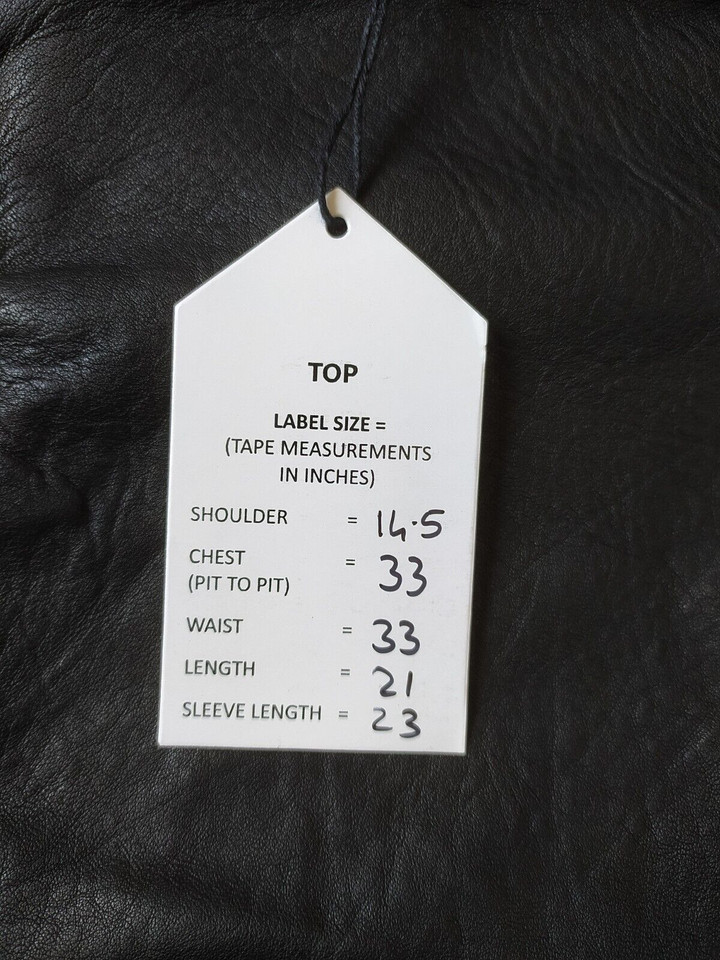 TOP
LABEL SIZE =
(TAPE MEASUREMENTS
IN INCHES)
SHOULDER = 14.5
CHEST = 33
(PIT TO PIT)
WAIST = 33
LENGTH = 21
SLEEVE LENGTH = 23